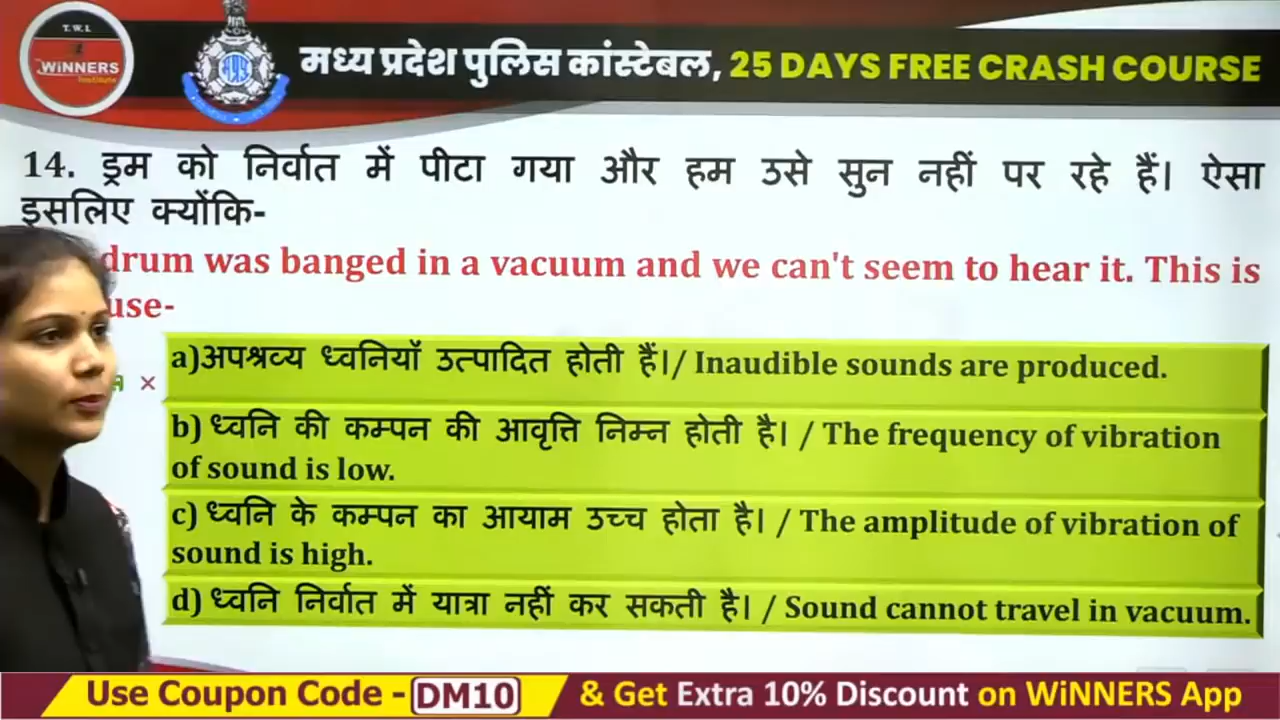 T.W.I.
WiNNERS
institute
मध्य प्रदेश पुलिस कांस्टेबल, 25 DAYS FREE CRASH COURSE
14. ड्रम को निर्वात में पीटा गया और हम उसे सुन नहीं पर रहे हैं। ऐसा
इसलिए क्योंकि-
drum was banged in a vacuum and we can't seem to hear it. This is
use-
a)अपश्रव्य ध्वनियाँ उत्पादित होती हैं।/ Inaudible sounds are produced.
×
b) ध्वनि की कम्पन की आवृत्ति निम्न होती है। / The frequency of vibration
of sound is low.
c) ध्वनि के कम्पन का आयाम उच्च होता है। / The amplitude of vibration of
sound is high.
d) ध्वनि निर्वात में यात्रा नहीं कर सकती है। / Sound cannot travel in vacuum.
Use Coupon Code - DM10 & Get Extra 10% Discount on WiNNERS App